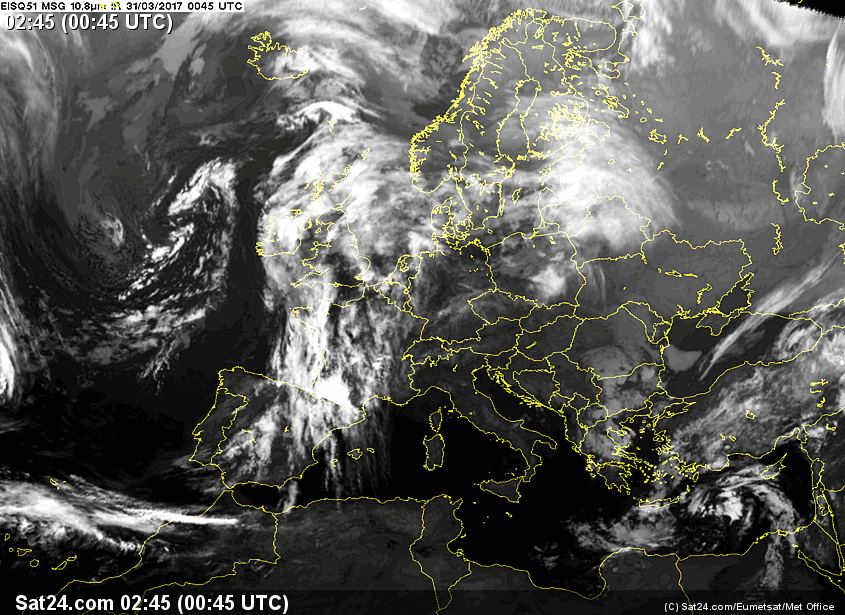 EISQ51 MSG 10.8µm IR 31/03/2017 0045 UTC
02:45 (00:45 UTC)
Sat24.com 02:45 (00:45 UTC)
(C) Sat24.com/Eumetsat/Met Office